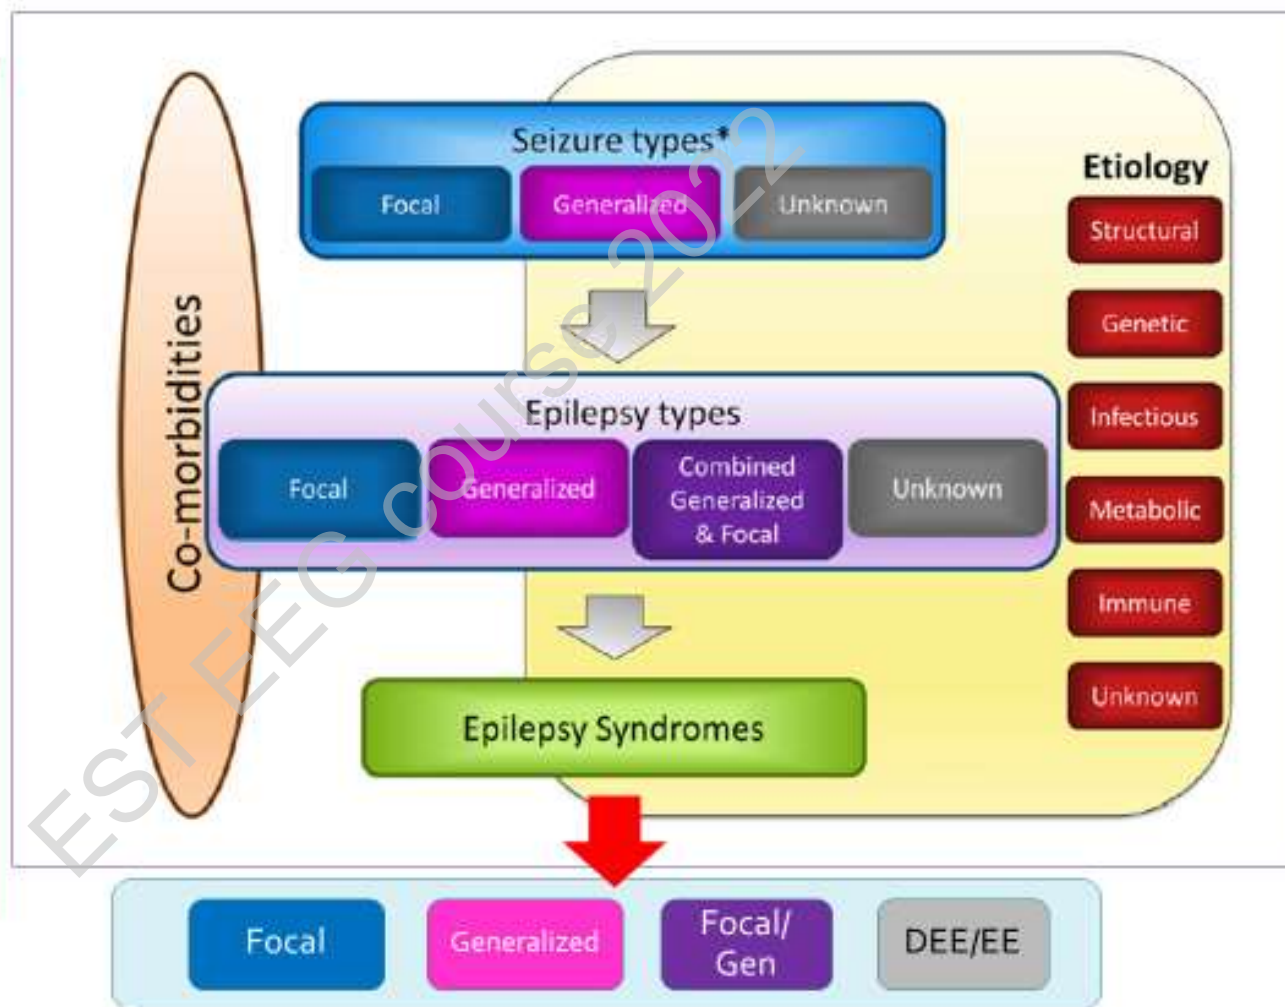 Co-morbidities
Seizure types*
Focal
Generalized
Unknown
Etiology
Structural
Genetic
Infectious
Metabolic
Immune
Unknown
Epilepsy types
Focal
Generalized
Combined
Generalized
& Focal
Unknown
Epilepsy Syndromes
Focal
Generalized
Focal/
Gen
DEE/EE
EST EEG course 2022